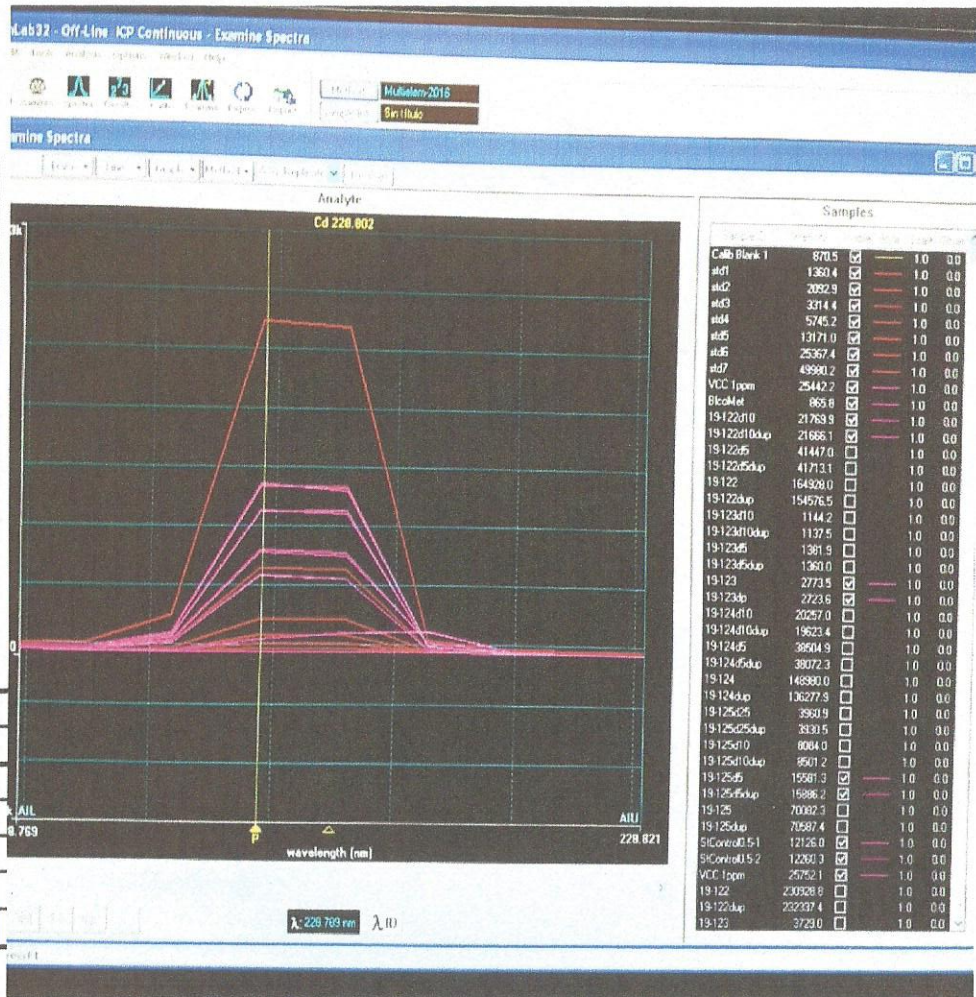 Lab32 - Off-Line ICP Continuous - Examine Spectra
Help
Multielem-2016
Sin título
amine Spectra
Analyte
Cd 228.802
AIL
AIU
8.769
P
228.821
wavelength (nm)
λ: 228.789 nm
Samples
Calib Blank 1 870.5 1.0 0.0
std1 1360.4 1.0 0.0
std2 2092.9 1.0 0.0
std3 3314.4 1.0 0.0
std4 5745.2 1.0 0.0
std5 13171.0 1.0 0.0
std6 25367.4 1.0 0.0
std7 49980.2 1.0 0.0
VCC 1ppm 25442.2 1.0 0.0
BlcoMet 865.8 1.0 0.0
19-122d10 21769.9 1.0 0.0
19-122d10dup 21666.1 1.0 0.0
19-122d5 41447.0 1.0 0.0
19-122d5dup 41713.1 1.0 0.0
19-122 164928.0 1.0 0.0
19-122dup 154576.5 1.0 0.0
19-123d10 1144.2 1.0 0.0
19-123d10dup 1137.5 1.0 0.0
19-123d5 1381.9 1.0 0.0
19-123d5dup 1360.0 1.0 0.0
19-123 2773.5 1.0 0.0
19-123dp 2723.6 1.0 0.0
19-124d10 20257.0 1.0 0.0
19-124d10dup 19623.4 1.0 0.0
19-124d5 38504.9 1.0 0.0
19-124d5dup 38072.3 1.0 0.0
19-124 148980.0 1.0 0.0
19-124dup 136277.9 1.0 0.0
19-125d25 3960.9 1.0 0.0
19-125d25dup 3930.5 1.0 0.0
19-125d10 8084.0 1.0 0.0
19-125d10dup 8501.2 1.0 0.0
19-125d5 15581.3 1.0 0.0
19-125d5dup 15886.2 1.0 0.0
19-125 70082.3 1.0 0.0
19-125dup 70587.4 1.0 0.0
StControl0.5-1 12126.0 1.0 0.0
StControl0.5-2 12260.3 1.0 0.0
VCC 1ppm 25752.1 1.0 0.0
19-122 230928.8 1.0 0.0
19-122dup 232337.4 1.0 0.0
19-123 3729.0 1.0 0.0